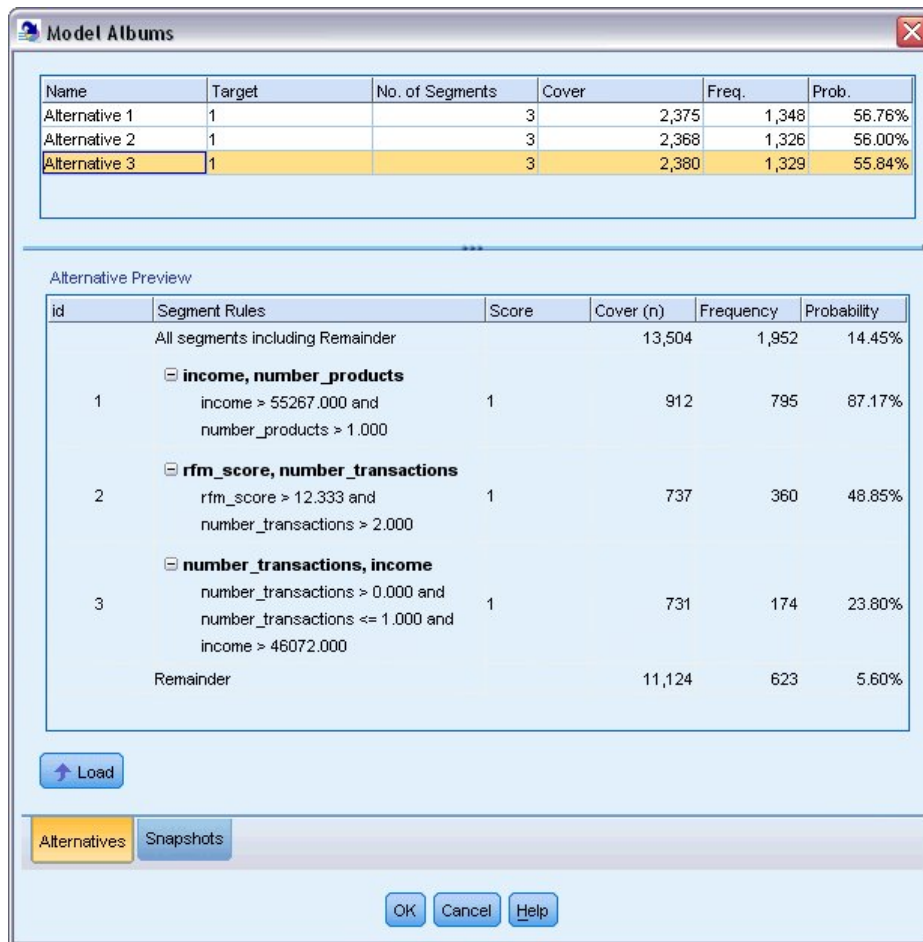 Model Albums
Name Target No. of Segments Cover Freq. Prob.
Alternative 1 1 3 2,375 1,348 56.76%
Alternative 2 1 3 2,368 1,326 56.00%
Alternative 3 1 3 2,380 1,329 55.84%
Alternative Preview
id Segment Rules Score Cover (n) Frequency Probability
All segments including Remainder 13,504 1,952 14.45%
income, number_products
income > 55267.000 and
1 1 912 795 87.17%
number_products > 1.000
rfm_score, number_transactions
rfm_score > 12.333 and
2 1 737 360 48.85%
number_transactions > 2.000
number_transactions, income
number_transactions > 0.000 and
3 number_transactions <= 1.000 and 1 731 174 23.80%
income > 46072.000
Remainder 11,124 623 5.60%
Load
Alternatives Snapshots
OK Cancel Help